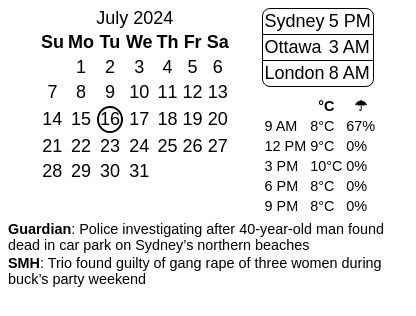 July 2024
Su Mo Tu We Th Fr Sa
1 2 3 4 5 6
7 8 9 10 11 12 13
14 15 16 17 18 19 20
21 22 23 24 25 26 27
28 29 30 31
Sydney 5 PM
Ottawa 3 AM
London 8 AM
°C ☂
9 AM 8°C 67%
12 PM 9°C 0%
3 PM 10°C 0%
6 PM 8°C 0%
9 PM 8°C 0%
Guardian: Police investigating after 40-year-old man found
dead in car park on Sydney’s northern beaches
SMH: Trio found guilty of gang rape of three women during
buck’s party weekend